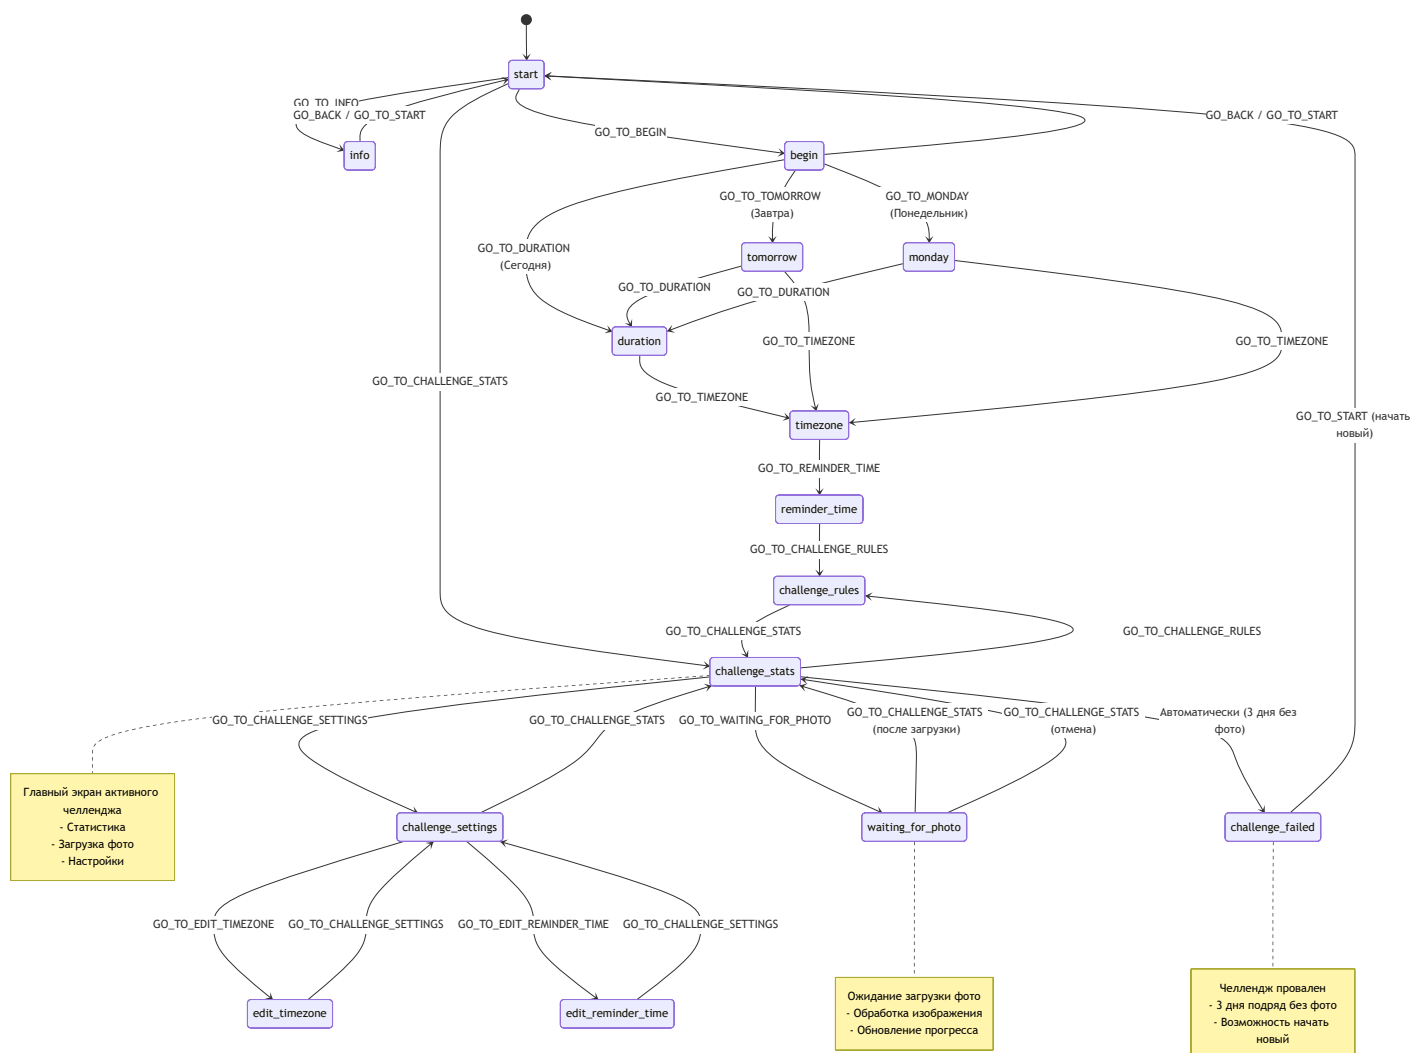 start
GO_TO_INFO
GO_BACK / GO_TO_START
GO_BACK / GO_TO_START
GO_TO_BEGIN
info
begin
GO_TO_TOMORROW
(Завтра)
GO_TO_MONDAY
(Понедельник)
GO_TO_DURATION
(Сегодня)
tomorrow
monday
GO_TO_DURATION
GO_TO_DURATION
duration
GO_TO_TIMEZONE
GO_TO_TIMEZONE
GO_TO_CHALLENGE_STATS
GO_TO_TIMEZONE
timezone
GO_TO_START (начать
новый)
GO_TO_REMINDER_TIME
reminder_time
GO_TO_CHALLENGE_RULES
challenge_rules
GO_TO_CHALLENGE_STATS
GO_TO_CHALLENGE_RULES
challenge_stats
GO_TO_CHALLENGE_SETTINGS
GO_TO_CHALLENGE_STATS
GO_TO_WAITING_FOR_PHOTO
GO_TO_CHALLENGE_STATS
(после загрузки)
GO_TO_CHALLENGE_STATS
(отмена)
Автоматически (3 дня без
фото)
Главный экран активного
челленджа
- Статистика
- Загрузка фото
- Настройки
challenge_settings
waiting_for_photo
challenge_failed
GO_TO_EDIT_TIMEZONE
GO_TO_CHALLENGE_SETTINGS
GO_TO_EDIT_REMINDER_TIME
GO_TO_CHALLENGE_SETTINGS
edit_timezone
edit_reminder_time
Ожидание загрузки фото
- Обработка изображения
- Обновление прогресса
Челлендж провален
- 3 дня подряд без фото
- Возможность начать
новый